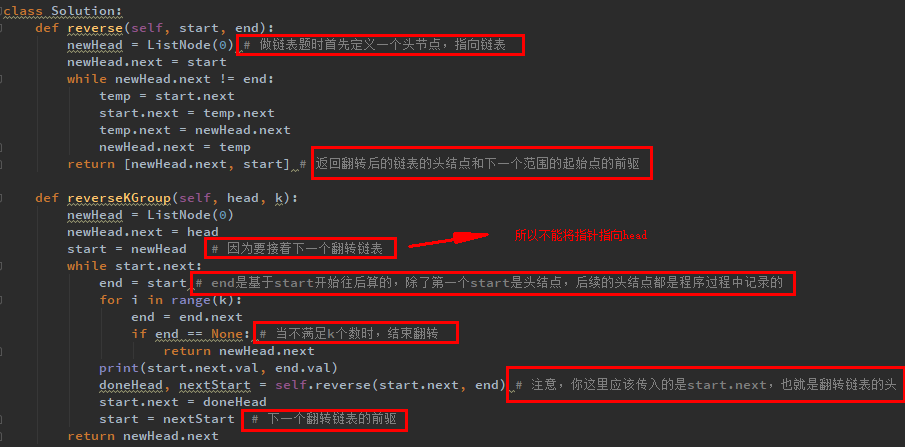 class Solution:
    def reverse(self, start, end):
        newHead = ListNode(0) # 做链表题时首先定义一个头节点，指向链表
        newHead.next = start
        while newHead.next != end:
            temp = start.next
            start.next = temp.next
            temp.next = newHead.next
            newHead.next = temp
        return [newHead.next, start] # 返回翻转后的链表的头结点和下一个范围的起始点的前驱
    def reverseKGroup(self, head, k):
        newHead = ListNode(0)
        newHead.next = head
        start = newHead # 因为要接着下一个翻转链表 所以不能将指针指向head
        while start.next:
            end = start # end是基于start开始往后算的，除了第一个start是头结点，后续的头结点都是程序过程中记录的
            for i in range(k):
                end = end.next
                if end == None: # 当不满足k个数时，结束翻转
                    return newHead.next
            print(start.next.val, end.val)
            doneHead, nextStart = self.reverse(start.next, end) # 注意，你这里应该传入的是start.next，也就是翻转链表的头
            start.next = doneHead
            start = nextStart # 下一个翻转链表的前驱
        return newHead.next